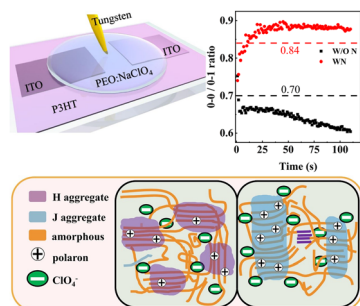 Tungsten
ITO
ITO
PEO:NaClO₄
P3HT
0-0 / 0-1 ratio
0.9
0.8
0.7
0.6
W/O N
WN
0.84
0.70
0 25 50 75 100
Time (s)
H aggregate
J aggregate
amorphous
polaron
ClO₄⁻